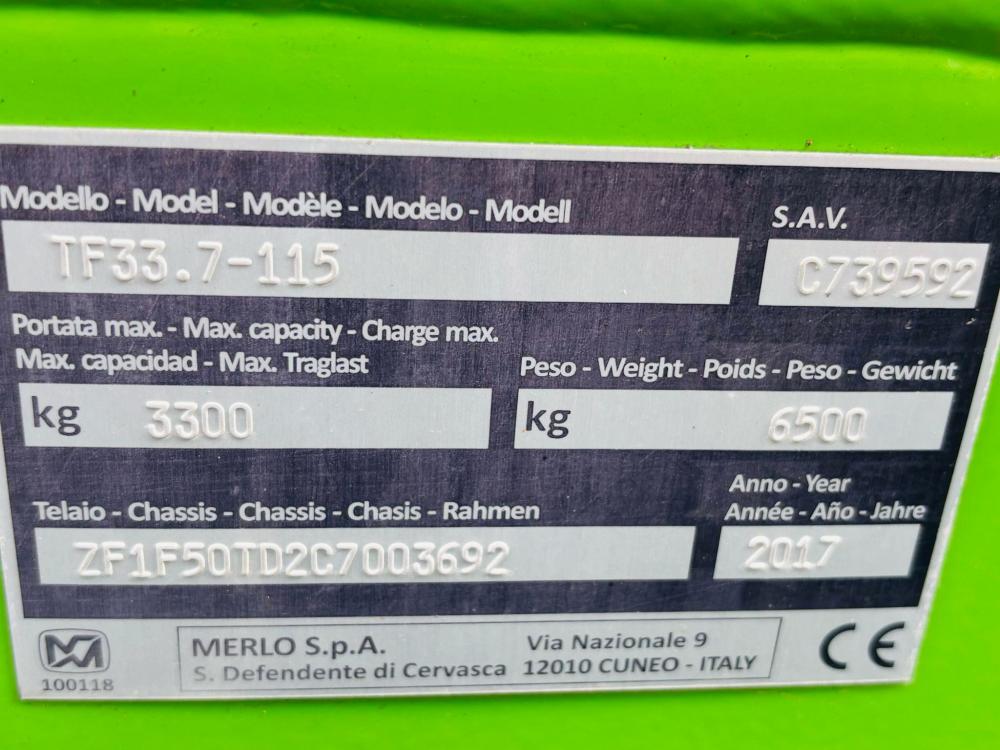 Modello - Model - Modèle - Modelo - Modell
S.A.V.
TF33.7-115
C739592
Portata max. - Max. capacity - Charge max.
Max. capacidad - Max. Traglast
Peso - Weight - Poids - Peso - Gewicht
kg 3300
kg 6500
Telaio - Chassis - Chassis - Chasis - Rahmen
Anno - Year
Année - Año - Jahre
ZF1F50TD2C7003692
2017
100118
MERLO S.p.A.
S. Defendente di Cervasca
Via Nazionale 9
12010 CUNEO - ITALY
CE